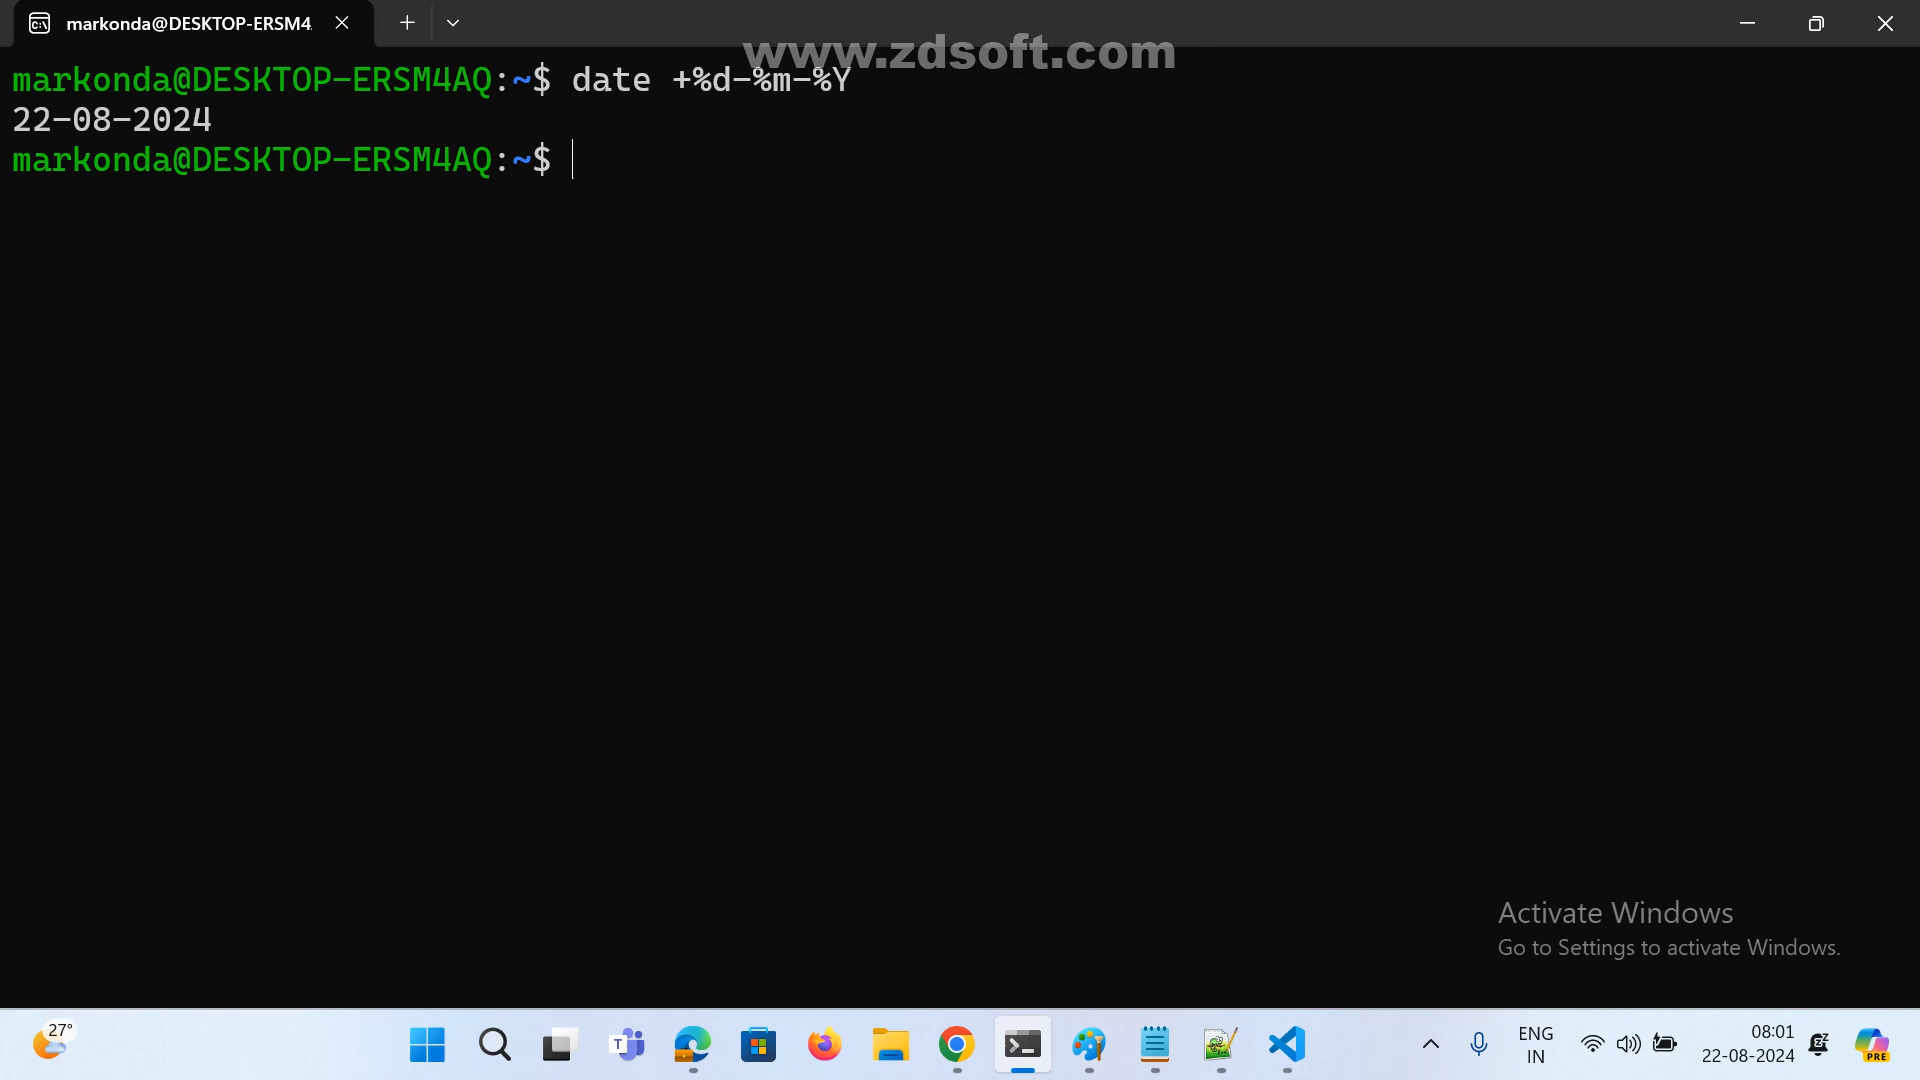 markonda@DESKTOP-ERSM4
www.zdsoft.com
markonda@DESKTOP-ERSM4AQ:~$ date +%d-%m-%Y
22-08-2024
markonda@DESKTOP-ERSM4AQ:~$
Activate Windows
Go to Settings to activate Windows.
27°
ENG
IN
08:01
22-08-2024
PRE